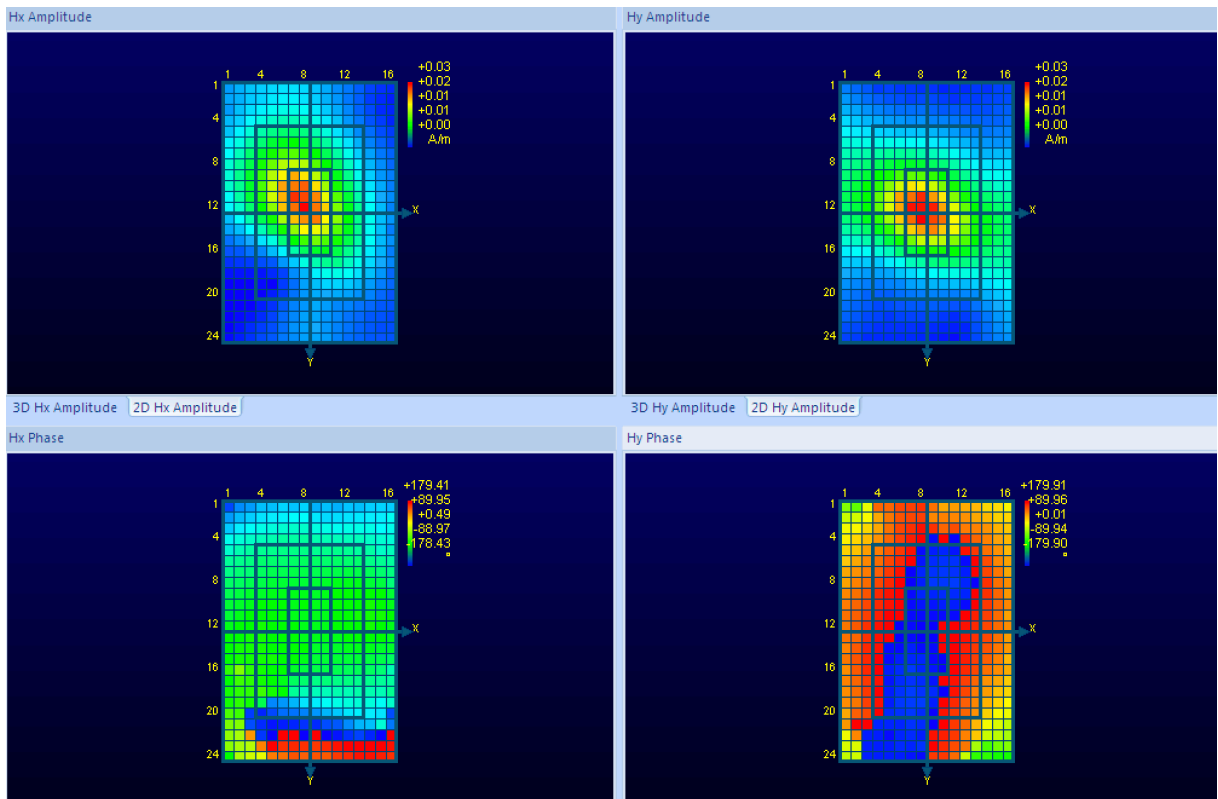 Hx Amplitude
1 4 8 12 16
1
4
8
12
16
20
24
X
Y
+0.03
+0.02
+0.01
+0.01
+0.00
A/m
Hy Amplitude
1 4 8 12 16
1
4
8
12
16
20
24
X
Y
+0.03
+0.02
+0.01
+0.01
+0.00
A/m
3D Hx Amplitude 2D Hx Amplitude
3D Hy Amplitude 2D Hy Amplitude
Hx Phase
1 4 8 12 16
1
4
8
12
16
20
24
X
Y
+179.41
+89.95
+0.49
-88.97
-178.43
°
Hy Phase
1 4 8 12 16
1
4
8
12
16
20
24
X
Y
+179.91
+89.96
+0.01
-89.94
-179.90
°